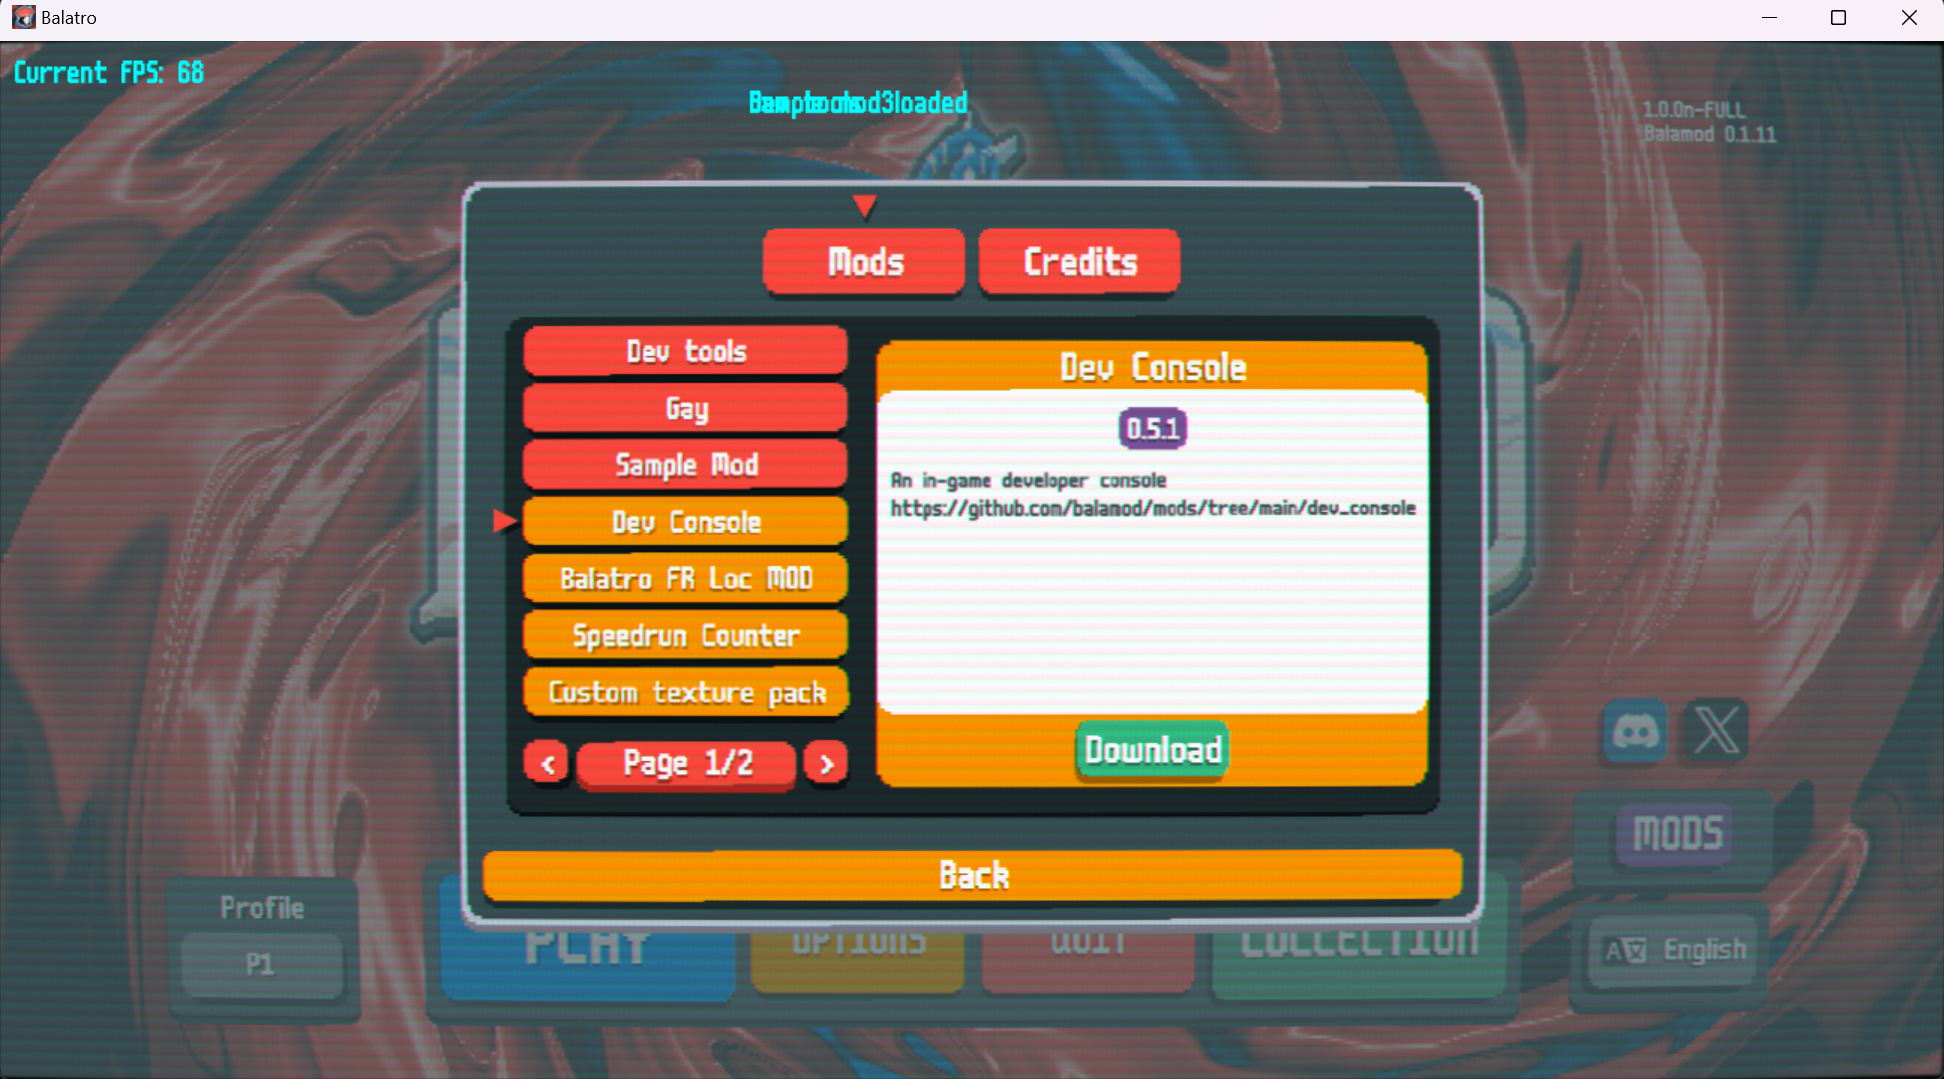 Balatro
Current FPS: 68
loaded
1.0.0n-FULL
Balamod 0.1.11
Mods
Credits
Dev tools
Gay
Sample Mod
Dev Console
Balatro FR Loc MOD
Speedrun Counter
Custom texture pack
< Page 1/2 >
Dev Console
0.5.1
An in-game developer console
https://github.com/balamod/mods/tree/main/dev_console
Download
Back
MODS
Profile
P1
PLAY
OPTIONS
QUIT
COLLECTION
English